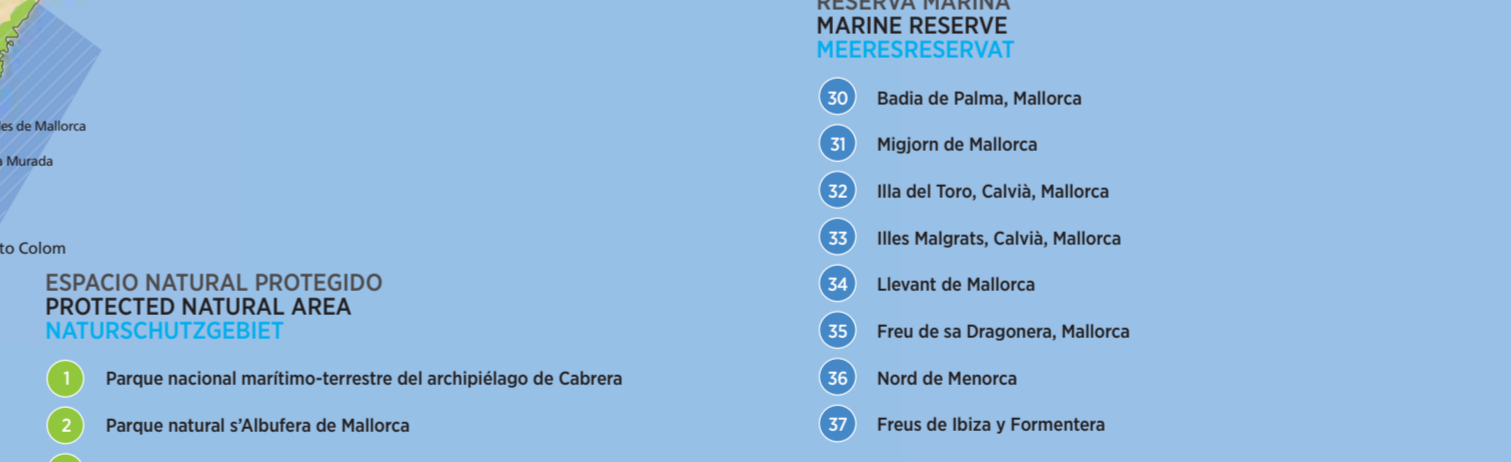 RESERVA MARINA
MARINE RESERVE
MEERESRESERVAT
30 Badia de Palma, Mallorca
31 Migjorn de Mallorca
32 Illa del Toro, Calvià, Mallorca
33 Illes Malgrats, Calvià, Mallorca
34 Llevant de Mallorca
35 Freu de sa Dragonera, Mallorca
36 Nord de Menorca
37 Freus de Ibiza y Formentera
de Mallorca
Murada
Colom
ESPACIO NATURAL PROTEGIDO
PROTECTED NATURAL AREA
NATURSCHUTZGEBIET
1 Parque nacional marítimo-terrestre del archipiélago de Cabrera
2 Parque natural s’Albufera de Mallorca